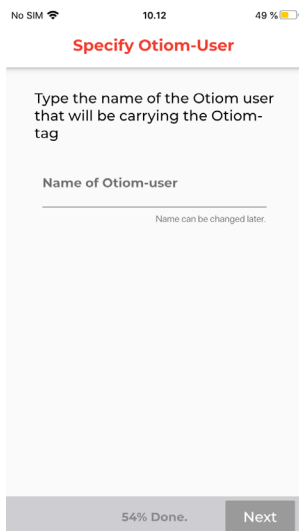 No SIM 10.12 49 %
Specify Otiom-User
Type the name of the Otiom user
that will be carrying the Otiom-
tag
Name of Otiom-user
Name can be changed later.
54% Done. Next